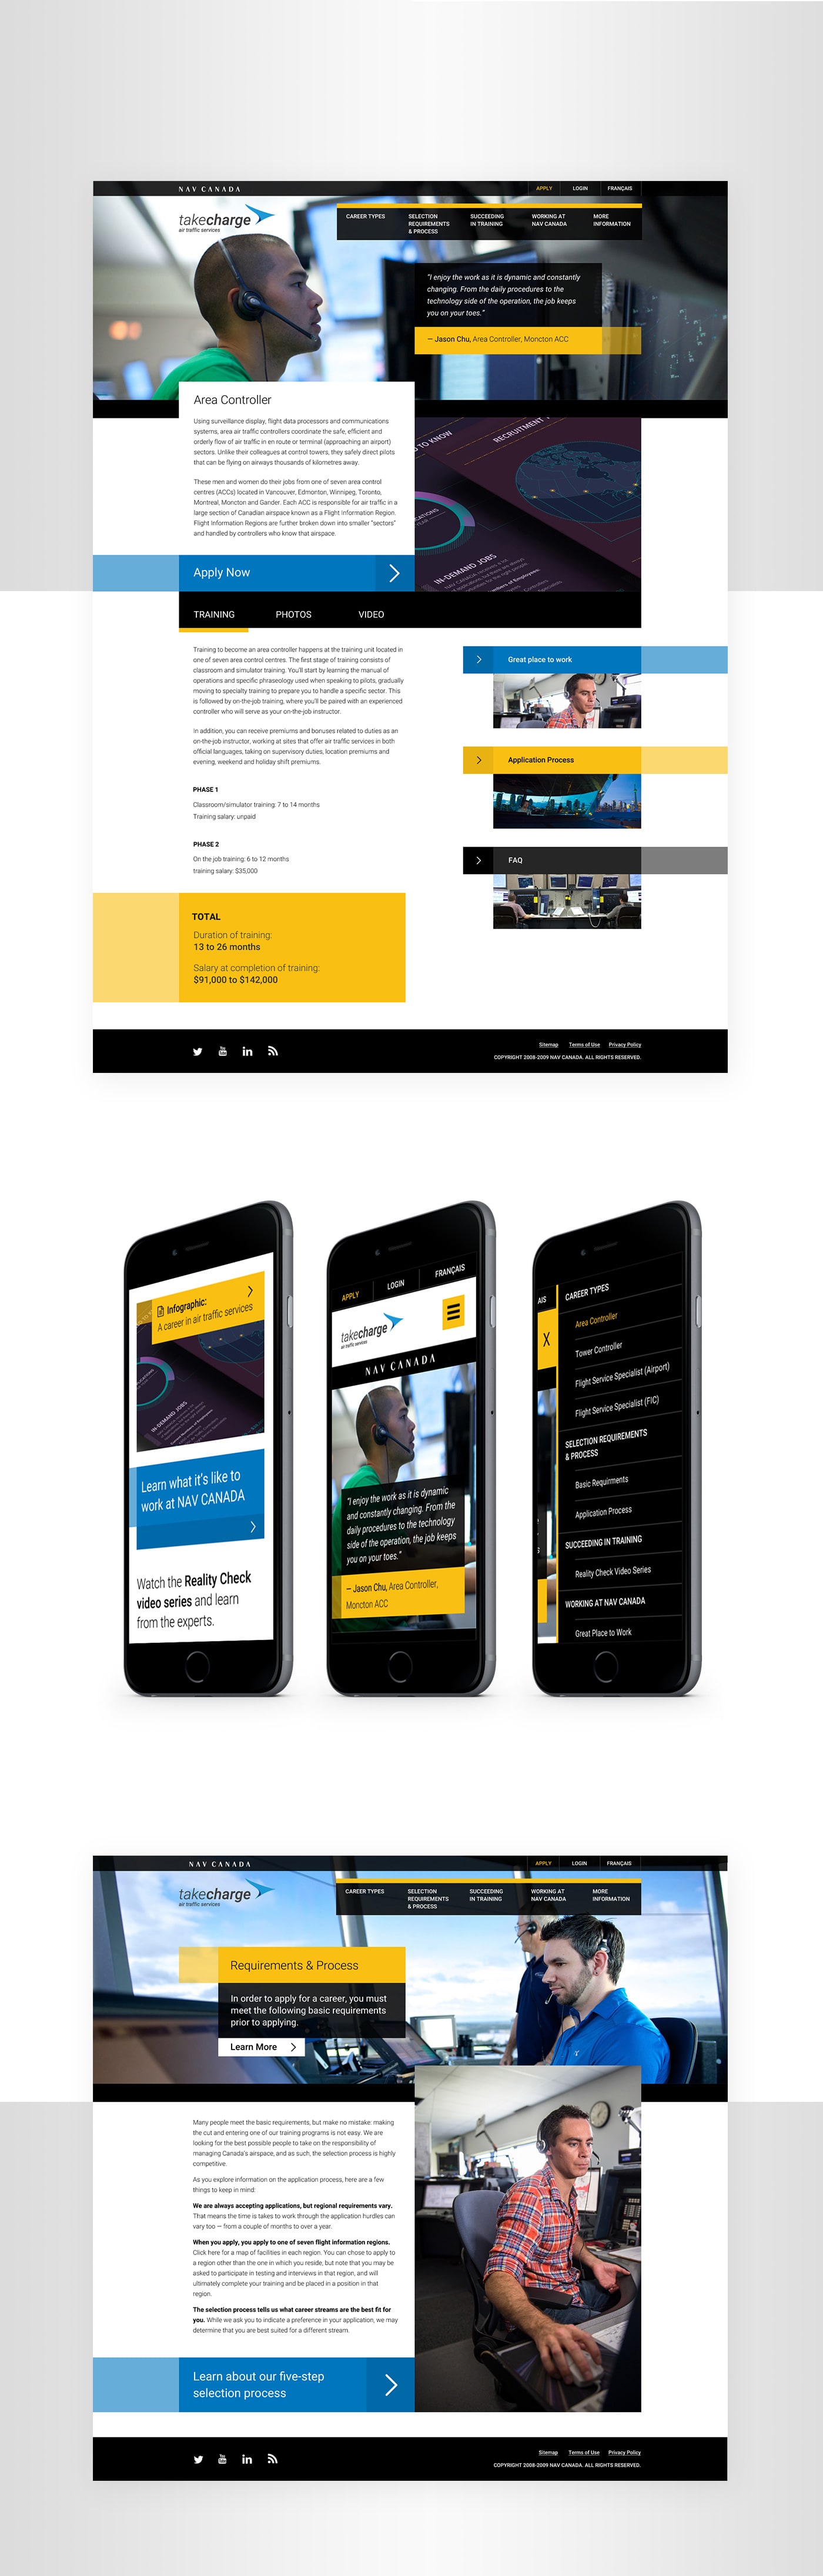 NAV CANADA
APPLY
LOGIN
FRANÇAIS
takecharge
air traffic services
CAREER TYPES
SELECTION
REQUIREMENTS
& PROCESS
SUCCEEDING
IN TRAINING
WORKING AT
NAV CANADA
MORE
INFORMATION
"I enjoy the work as it is dynamic and constantly
changing. From the daily procedures to the
technology side of the operation, the job keeps
you on your toes."
— Jason Chu, Area Controller, Moncton ACC
Area Controller
Using surveillance display, flight data processors and communications
systems, area air traffic controllers coordinate the safe, efficient and
orderly flow of air traffic in en route or terminal (approaching an airport)
sectors. Unlike their colleagues at control towers, they safely direct pilots
that can be flying on airways thousands of kilometres away.
These men and women do their jobs from one of seven area control
centres (ACCs) located in Vancouver, Edmonton, Winnipeg, Toronto,
Montreal, Moncton and Gander. Each ACC is responsible for air traffic in a
large section of Canadian airspace known as a Flight Information Region.
Flight Information Regions are further broken down into smaller "sectors"
and handled by controllers who know that airspace.
TO KNOW
RECRUITMENT
IN-DEMAND JOBS
Apply Now
TRAINING
PHOTOS
VIDEO
Training to become an area controller happens at the training unit located in
one of seven area control centres. The first stage of training consists of
classroom and simulator training. You'll start by learning the manual of
operations and specific phraseology used when speaking to pilots, gradually
moving to specialty training to prepare you to handle a specific sector. This
is followed by on-the-job training, where you'll be paired with an experienced
controller who will serve as your on-the-job instructor.
In addition, you can receive premiums and bonuses related to duties as an
on-the-job instructor, working at sites that offer air traffic services in both
official languages, taking on supervisory duties, location premiums and
evening, weekend and holiday shift premiums.
PHASE 1
Classroom/simulator training: 7 to 14 months
Training salary: unpaid
PHASE 2
On the job training: 6 to 12 months
training salary: $35,000
TOTAL
Duration of training:
13 to 26 months
Salary at completion of training:
$91,000 to $142,000
Great place to work
Application Process
FAQ
Sitemap
Terms of Use
Privacy Policy
COPYRIGHT 2008-2009 NAV CANADA. ALL RIGHTS RESERVED.
Infographic:
A career in air traffic services
IN-DEMAND JOBS
Learn what it's like to
work at NAV CANADA
Watch the Reality Check
video series and learn
from the experts.
APPLY
LOGIN
FRANÇAIS
takecharge
air traffic services
NAV CANADA
"I enjoy the work as it is dynamic
and constantly changing. From the
daily procedures to the technology
side of the operation, the job keeps
you on your toes."
— Jason Chu, Area Controller,
Moncton ACC
AIS
X
CAREER TYPES
Area Controller
Tower Controller
Flight Service Specialist (Airport)
Flight Service Specialist (FIC)
SELECTION REQUIREMENTS
& PROCESS
Basic Requirments
Application Process
SUCCEEDING IN TRAINING
Reality Check Video Series
WORKING AT NAV CANADA
Great Place to Work
NAV CANADA
APPLY
LOGIN
FRANÇAIS
takecharge
air traffic services
CAREER TYPES
SELECTION
REQUIREMENTS
& PROCESS
SUCCEEDING
IN TRAINING
WORKING AT
NAV CANADA
MORE
INFORMATION
Requirements & Process
In order to apply for a career, you must
meet the following basic requirements
prior to applying.
Learn More
Many people meet the basic requirements, but make no mistake: making
the cut and entering one of our training programs is not easy. We are
looking for the best possible people to take on the responsibility of
managing Canada's airspace, and as such, the selection process is highly
competitive.
As you explore information on the application process, here are a few
things to keep in mind:
We are always accepting applications, but regional requirements vary.
That means the time is takes to work through the application hurdles can
vary too — from a couple of months to over a year.
When you apply, you apply to one of seven flight information regions.
Click here for a map of facilities in each region. You can chose to apply to
a region other than the one in which you reside, but note that you may be
asked to participate in testing and interviews in that region, and will
ultimately complete your training and be placed in a position in that
region.
The selection process tells us what career streams are the best fit for
you. While we ask you to indicate a preference in your application, we may
determine that you are best suited for a different stream.
Learn about our five-step
selection process
Sitemap
Terms of Use
Privacy Policy
COPYRIGHT 2008-2009 NAV CANADA. ALL RIGHTS RESERVED.